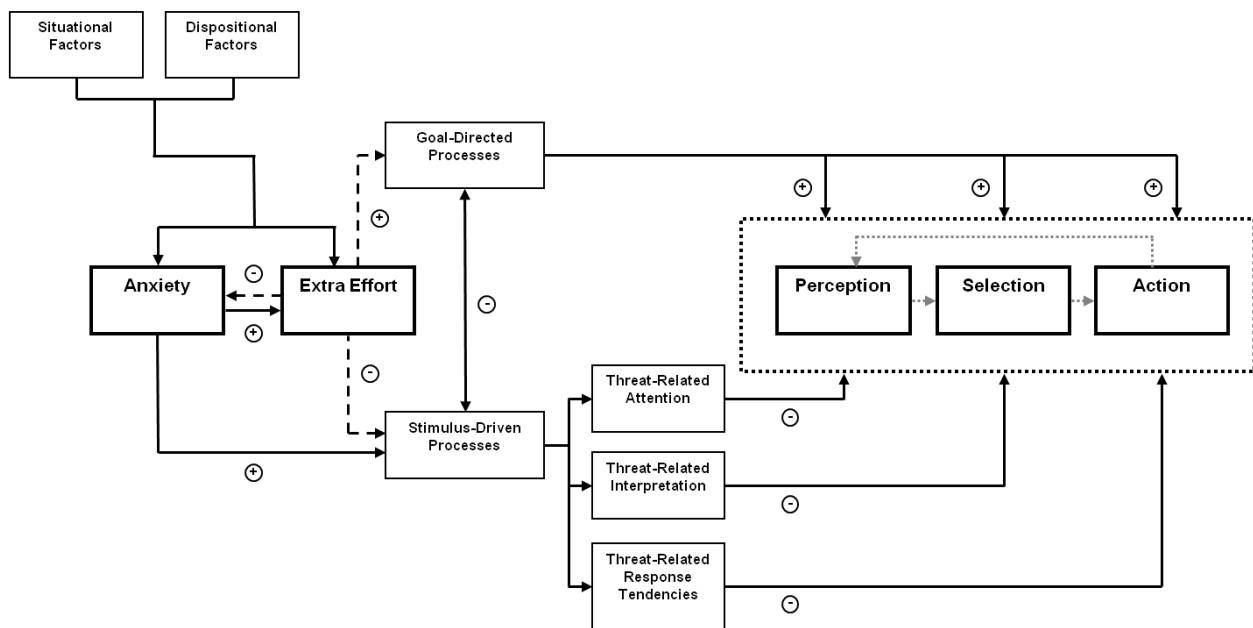 Situational
Factors
Dispositional
Factors
Goal-Directed
Processes
+
+
+
+
Anxiety
-
+
Extra Effort
-
-
Perception
Selection
Action
Threat-Related
Attention
-
Stimulus-Driven
Processes
+
Threat-Related
Interpretation
-
Threat-Related
Response
Tendencies
-